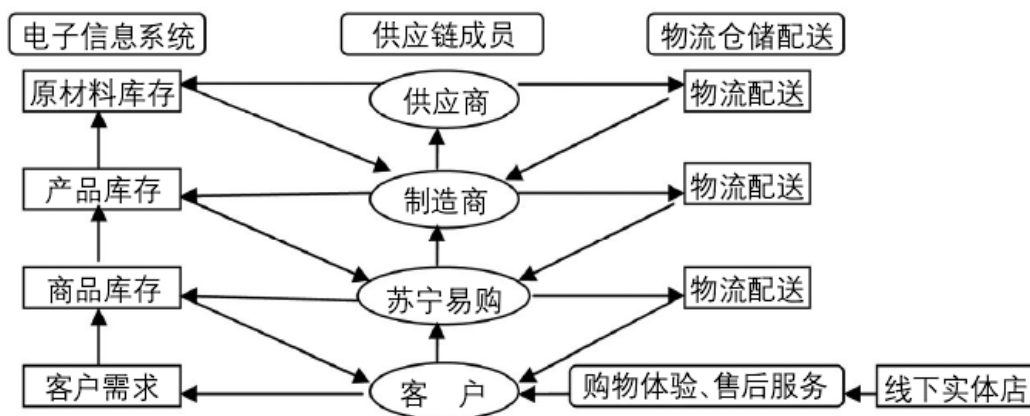 电子信息系统 供应链成员 物流仓储配送
原材料库存 供应商 物流配送
产品库存 制造商 物流配送
商品库存 苏宁易购 物流配送
客户需求 客 户 购物体验、售后服务 线下实体店